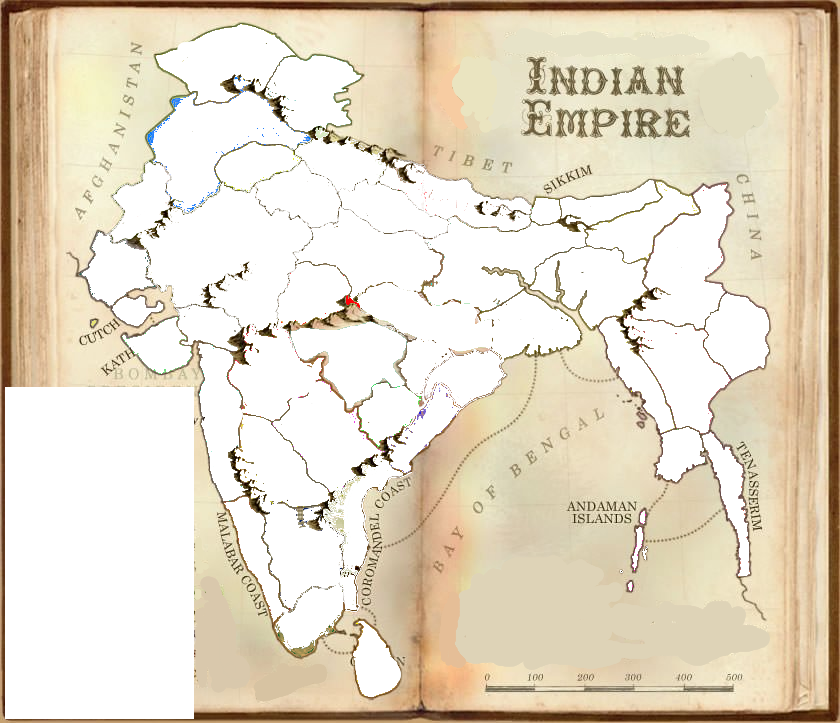 INDIAN
EMPIRE
AFGHANISTAN
TIBET
SIKKIM
CHINA
CUTCH
KATH
BOMBAY
BAY OF BENGAL
TENASSERIM
ANDAMAN
ISLANDS
MALABAR COAST
COROMANDEL COAST
0 100 200 300 400 500